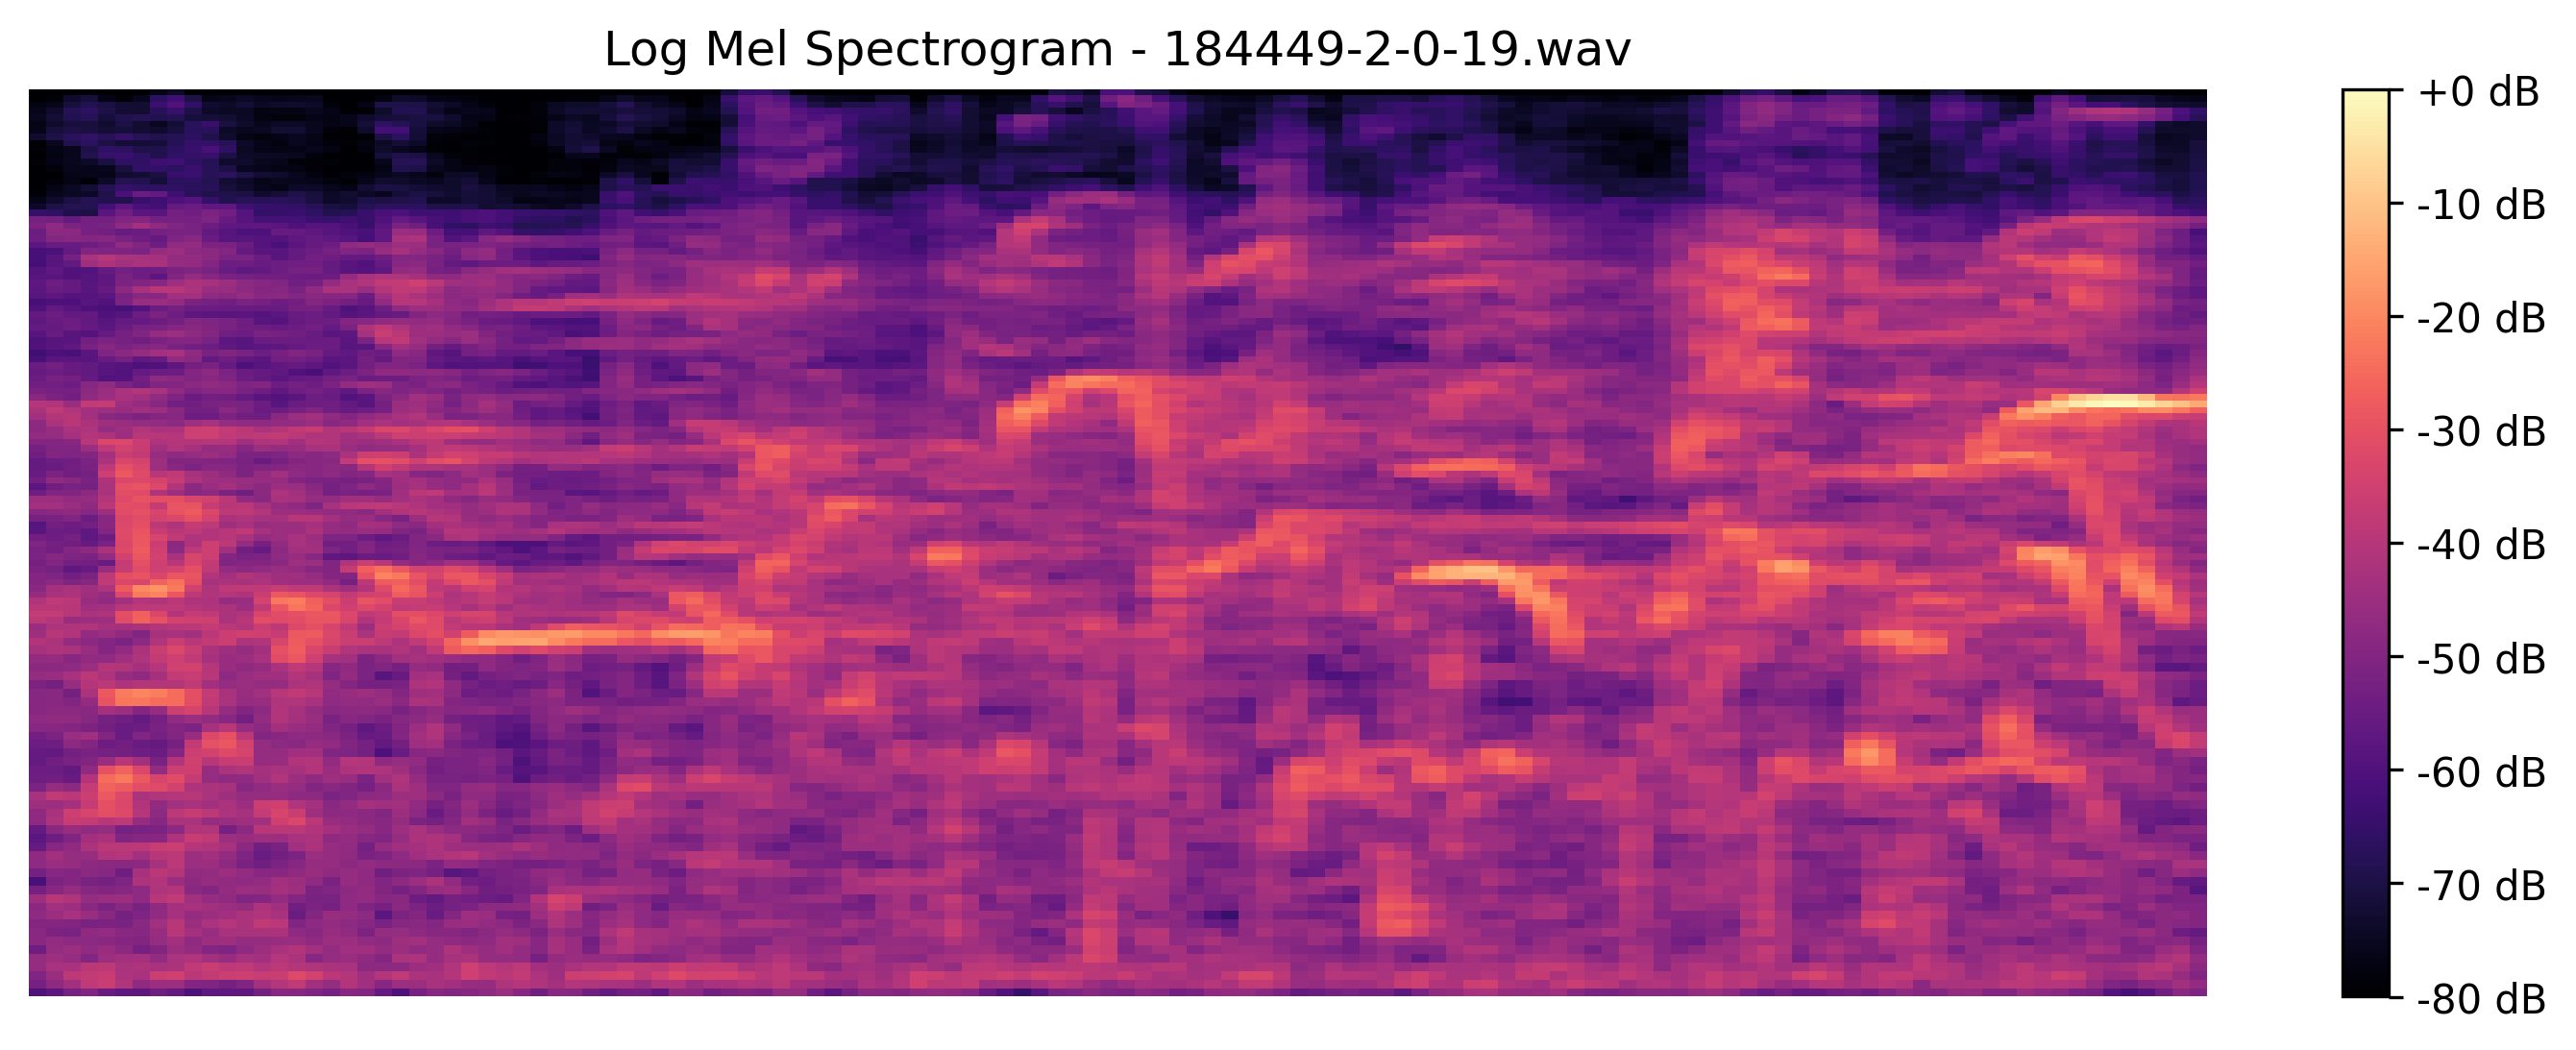 Log Mel Spectrogram - 184449-2-0-19.wav
+0 dB
-10 dB
-20 dB
-30 dB
-40 dB
-50 dB
-60 dB
-70 dB
-80 dB